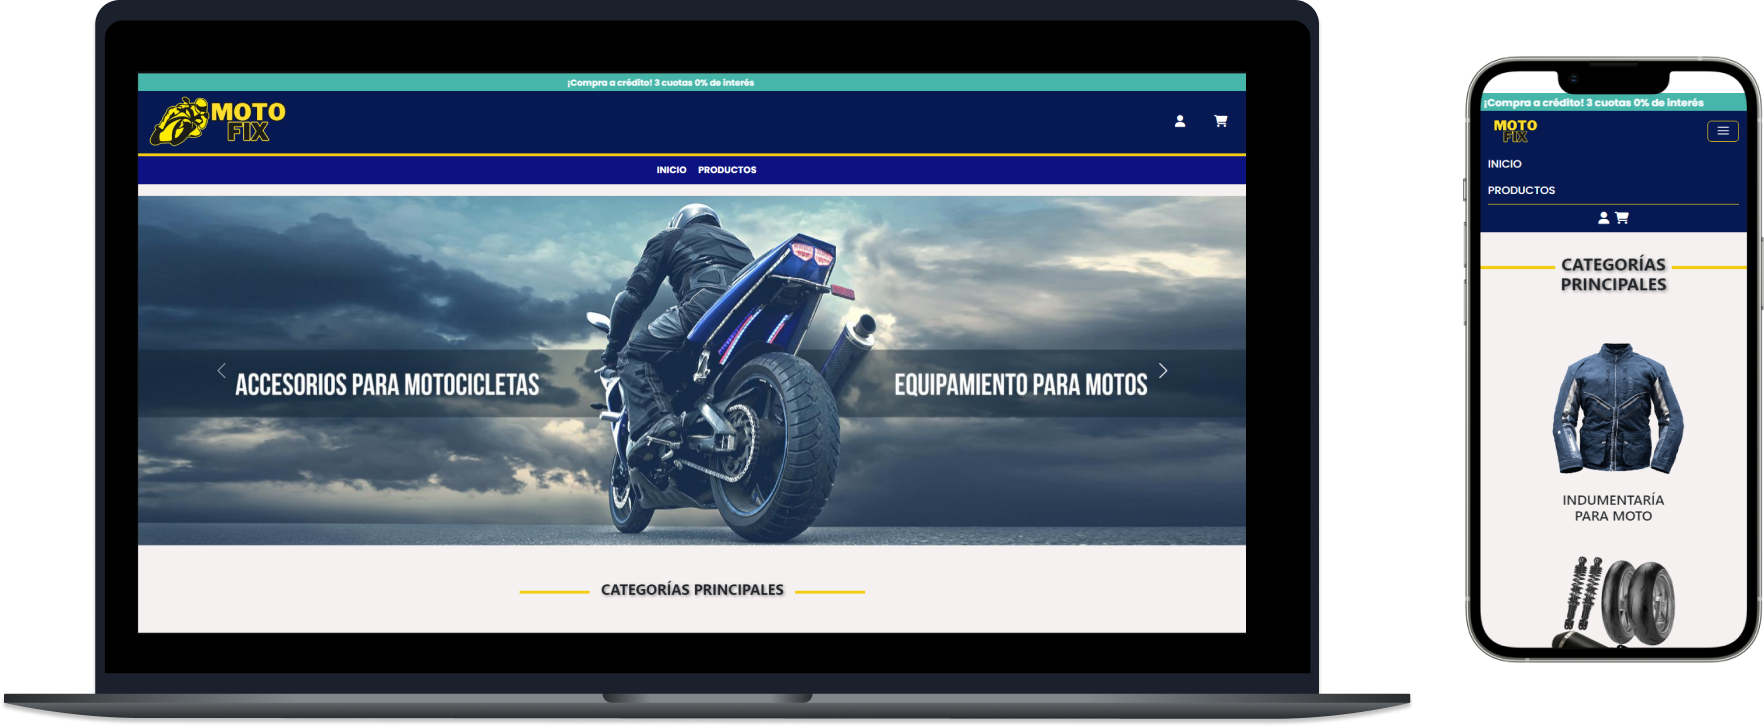 ¡Compra a crédito! 3 cuotas 0% de interés
MOTO
FIX
INICIO PRODUCTOS
ACCESORIOS PARA MOTOCICLETAS
EQUIPAMIENTO PARA MOTOS
CATEGORÍAS PRINCIPALES
¡Compra a crédito! 3 cuotas 0% de interés
MOTO
FIX
INICIO
PRODUCTOS
CATEGORÍAS
PRINCIPALES
INDUMENTARÍA
PARA MOTO